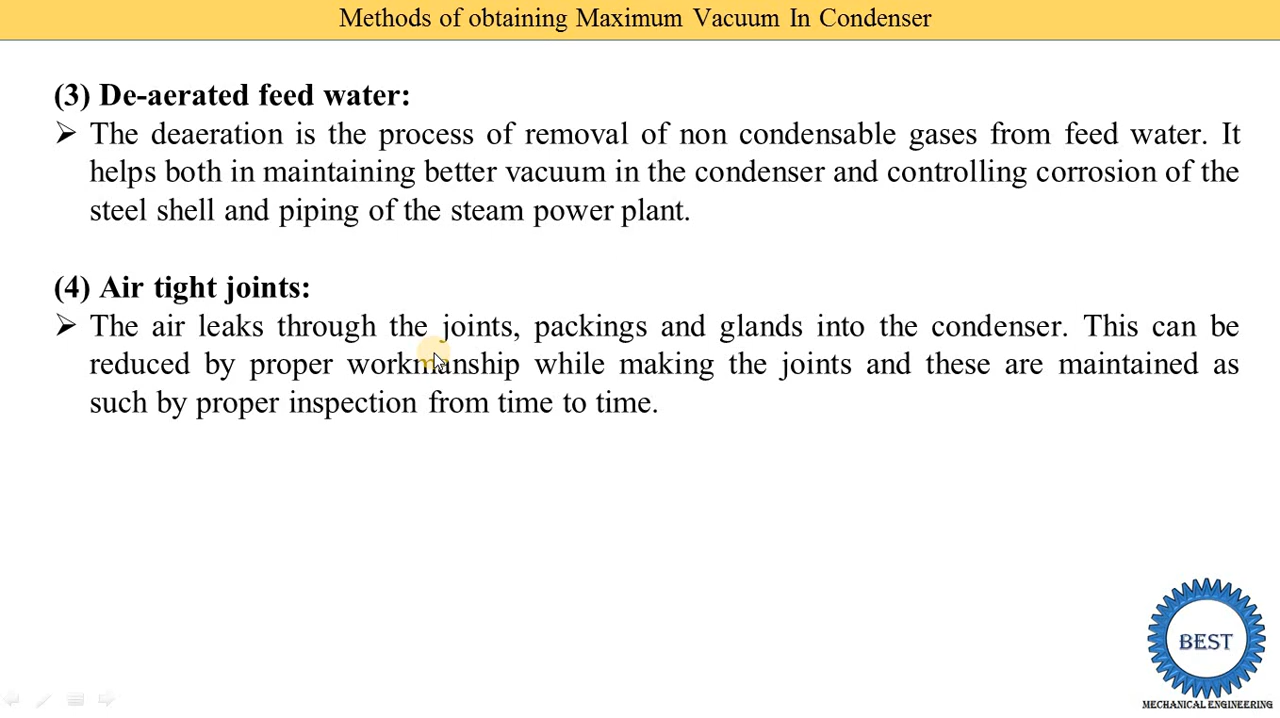 Methods of obtaining Maximum Vacuum In Condenser
(3) De-aerated feed water:
➢ The deaeration is the process of removal of non condensable gases from feed water. It
helps both in maintaining better vacuum in the condenser and controlling corrosion of the
steel shell and piping of the steam power plant.
(4) Air tight joints:
➢ The air leaks through the joints, packings and glands into the condenser. This can be
reduced by proper workmanship while making the joints and these are maintained as
such by proper inspection from time to time.
BEST
MECHANICAL ENGINEERING